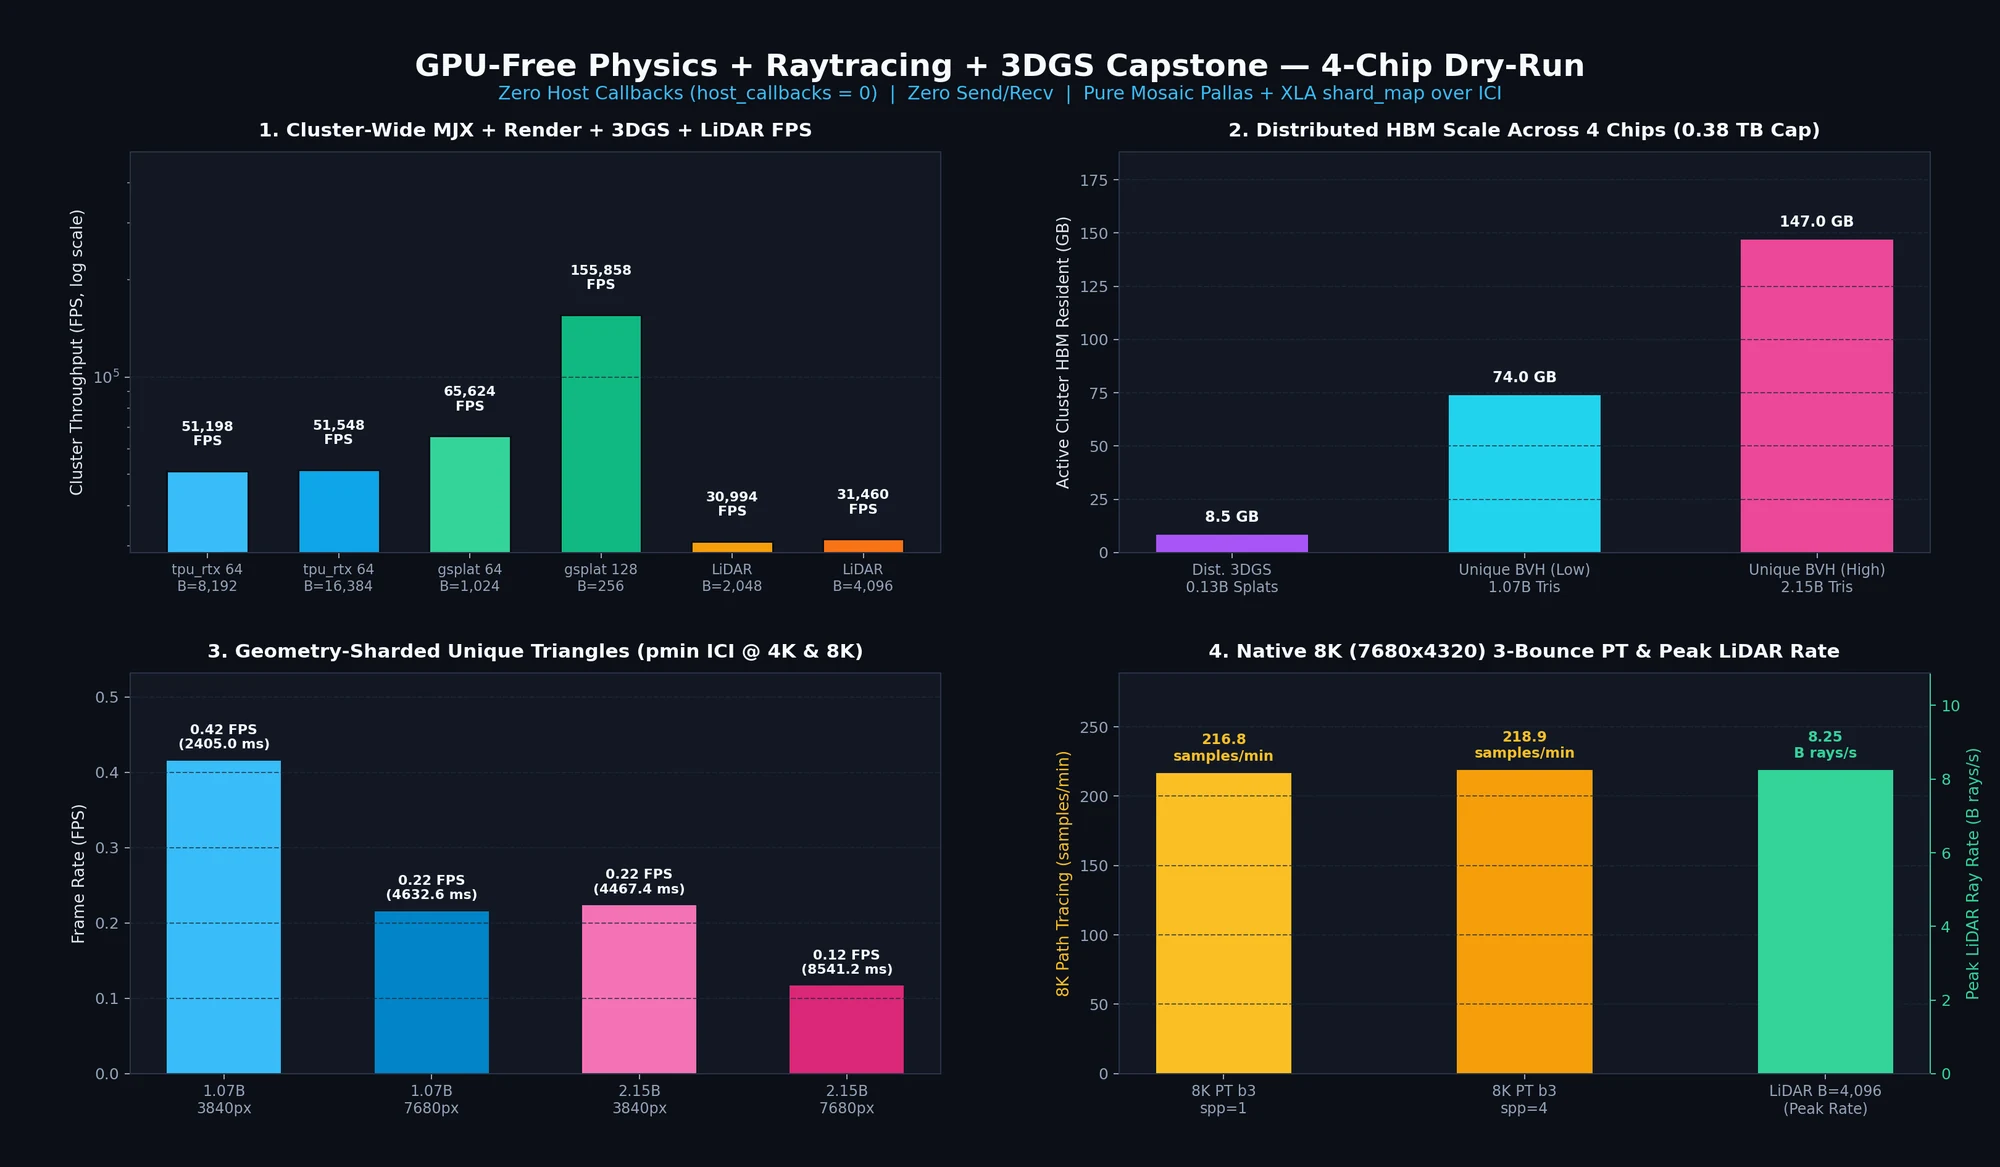 GPU-Free Physics + Raytracing + 3DGS Capstone — 4-Chip Dry-Run
Zero Host Callbacks (host_callbacks = 0) | Zero Send/Recv | Pure Mosaic Pallas + XLA shard_map over ICI
1. Cluster-Wide MJX + Render + 3DGS + LiDAR FPS
Cluster Throughput (FPS, log scale)
10⁵
51,198
FPS
51,548
FPS
65,624
FPS
155,858
FPS
30,994
FPS
31,460
FPS
tpu_rtx 64
B=8,192
tpu_rtx 64
B=16,384
gsplat 64
B=1,024
gsplat 128
B=256
LiDAR
B=2,048
LiDAR
B=4,096
2. Distributed HBM Scale Across 4 Chips (0.38 TB Cap)
Active Cluster HBM Resident (GB)
175
150
125
100
75
50
25
0
8.5 GB
74.0 GB
147.0 GB
Dist. 3DGS
0.13B Splats
Unique BVH (Low)
1.07B Tris
Unique BVH (High)
2.15B Tris
3. Geometry-Sharded Unique Triangles (pmin ICI @ 4K & 8K)
Frame Rate (FPS)
0.5
0.4
0.3
0.2
0.1
0.0
0.42 FPS
(2405.0 ms)
0.22 FPS
(4632.6 ms)
0.22 FPS
(4467.4 ms)
0.12 FPS
(8541.2 ms)
1.07B
3840px
1.07B
7680px
2.15B
3840px
2.15B
7680px
4. Native 8K (7680x4320) 3-Bounce PT & Peak LiDAR Rate
8K Path Tracing (samples/min)
250
200
150
100
50
0
216.8
samples/min
218.9
samples/min
8.25
B rays/s
8K PT b3
spp=1
8K PT b3
spp=4
LiDAR B=4,096
(Peak Rate)
10
8
6
4
2
0
Peak LiDAR Ray Rate (B rays/s)